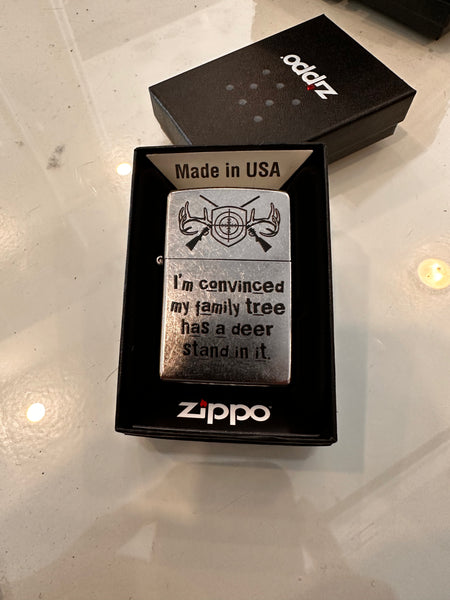 zippo
Made in USA
I'm convinced
my family tree
has a deer
stand in it.
zippo